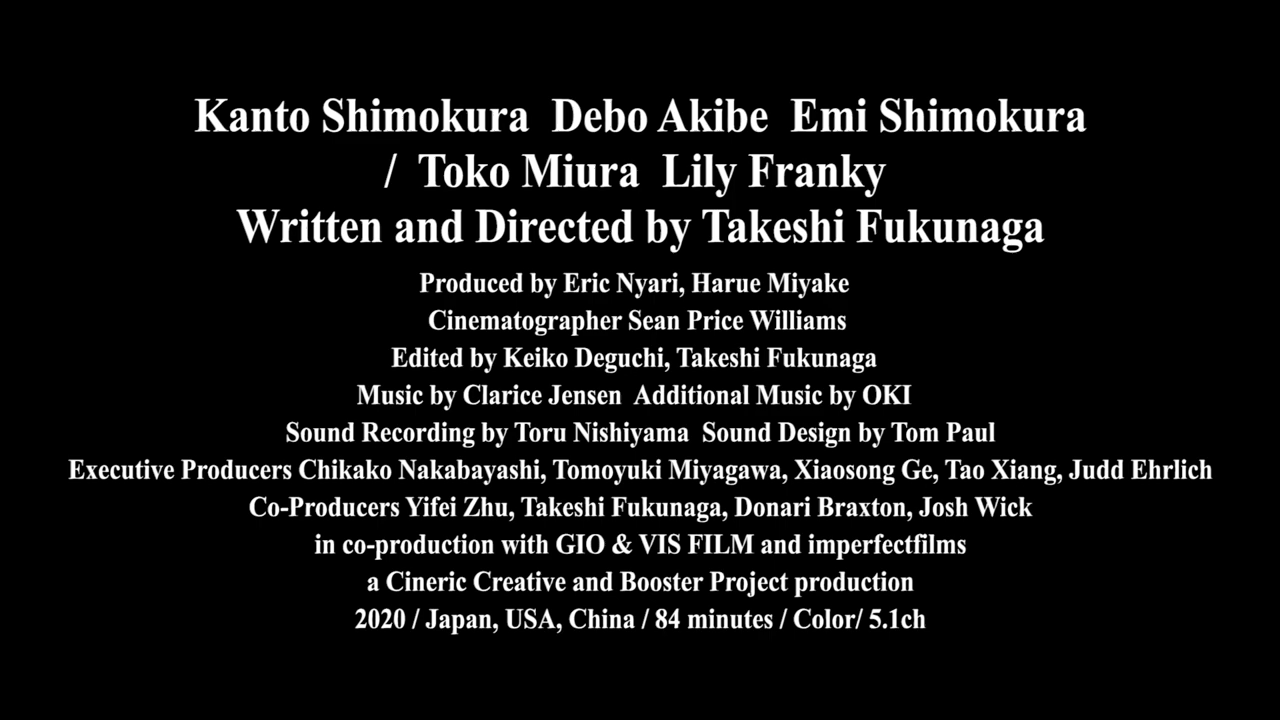 Kanto Shimokura  Debo Akibe  Emi Shimokura
/  Toko Miura  Lily Franky
Written and Directed by Takeshi Fukunaga
Produced by Eric Nyari, Harue Miyake
Cinematographer Sean Price Williams
Edited by Keiko Deguchi, Takeshi Fukunaga
Music by Clarice Jensen  Additional Music by OKI
Sound Recording by Toru Nishiyama  Sound Design by Tom Paul
Executive Producers Chikako Nakabayashi, Tomoyuki Miyagawa, Xiaosong Ge, Tao Xiang, Judd Ehrlich
Co-Producers Yifei Zhu, Takeshi Fukunaga, Donari Braxton, Josh Wick
in co-production with GIO & VIS FILM and imperfectfilms
a Cineric Creative and Booster Project production
2020 / Japan, USA, China / 84 minutes / Color/ 5.1ch